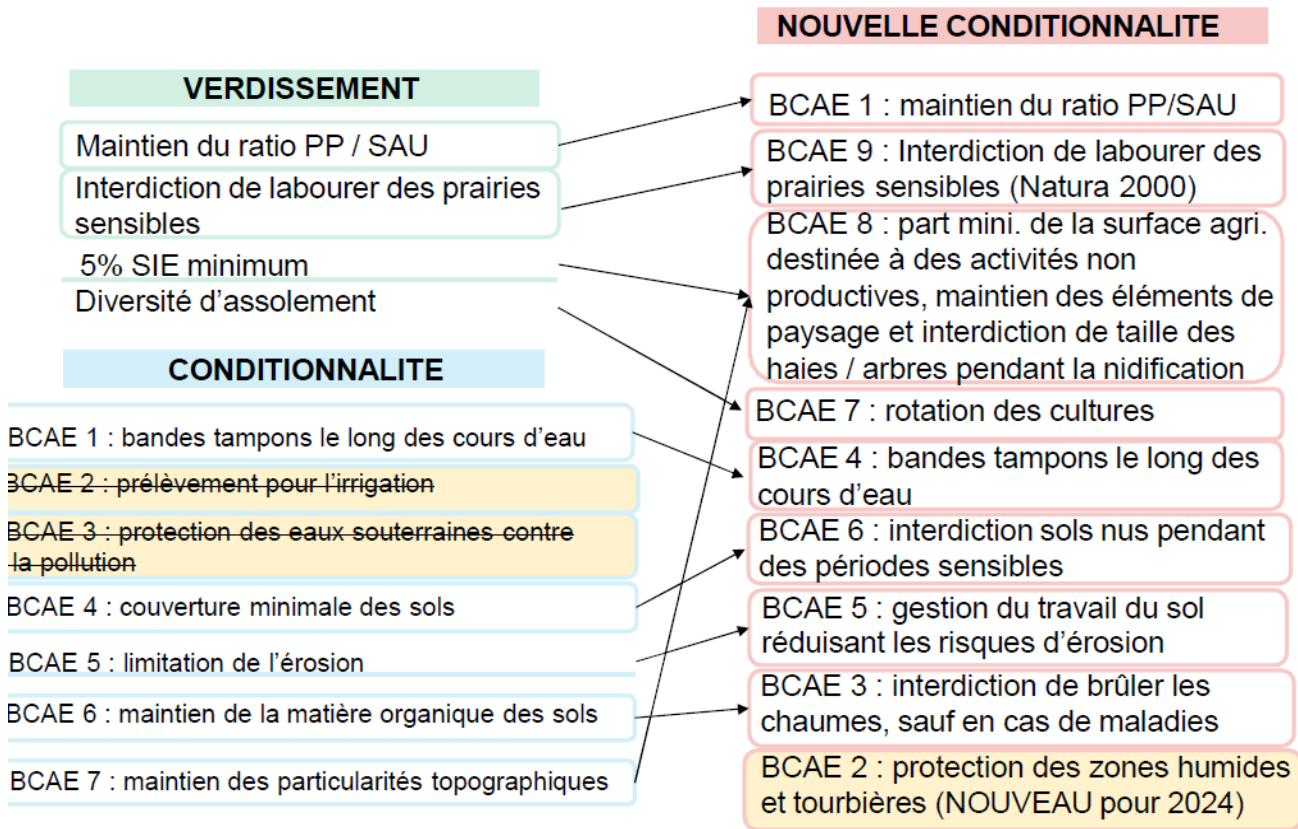 VERDISSEMENT
Maintien du ratio PP / SAU
Interdiction de labourer des prairies
sensibles
5% SIE minimum
Diversité d'assolement
CONDITIONNALITE
BCAE 1 : bandes tampons le long des cours d'eau
BCAE 2 : prélèvement pour l'irrigation
BCAE 3 : protection des eaux souterraines contre
la pollution
BCAE 4 : couverture minimale des sols
BCAE 5 : limitation de l'érosion
BCAE 6 : maintien de la matière organique des sols
BCAE 7 : maintien des particularités topographiques
NOUVELLE CONDITIONNALITE
BCAE 1 : maintien du ratio PP/SAU
BCAE 9 : Interdiction de labourer des
prairies sensibles (Natura 2000)
BCAE 8 : part mini. de la surface agri.
destinée à des activités non
productives, maintien des éléments de
paysage et interdiction de taille des
haies / arbres pendant la nidification
BCAE 7 : rotation des cultures
BCAE 4 : bandes tampons le long des
cours d'eau
BCAE 6 : interdiction sols nus pendant
des périodes sensibles
BCAE 5 : gestion du travail du sol
réduisant les risques d'érosion
BCAE 3 : interdiction de brûler les
chaumes, sauf en cas de maladies
BCAE 2 : protection des zones humides
et tourbières (NOUVEAU pour 2024)